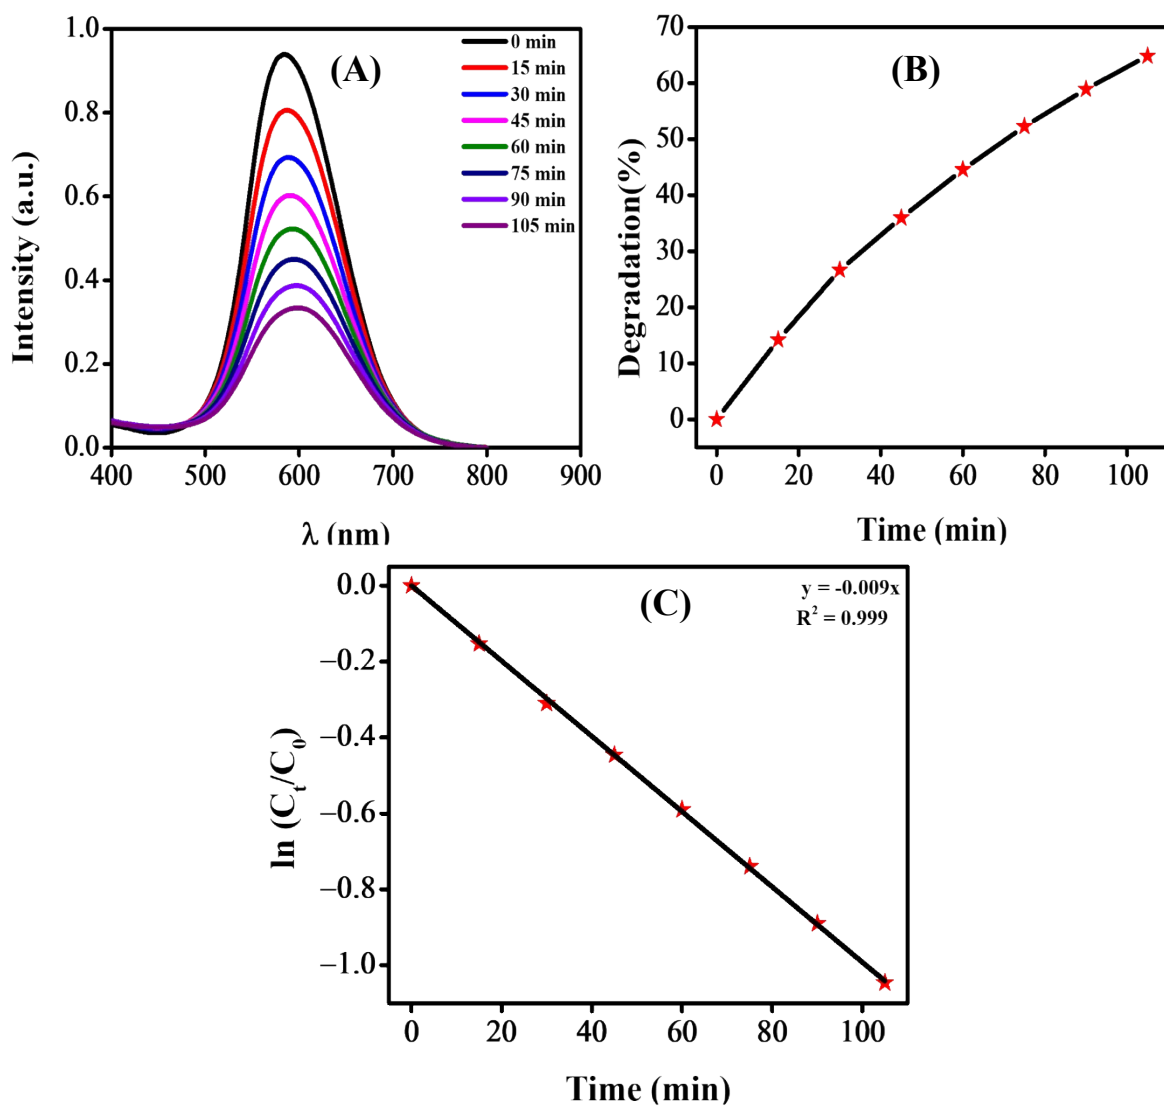 (A)
0 min
15 min
30 min
45 min
60 min
75 min
90 min
105 min
1.0
0.8
0.6
0.4
0.2
0.0
Intensity (a.u.)
400 500 600 700 800 900
λ (nm)
(B)
70
60
50
40
30
20
10
0
Degradation(%)
0 20 40 60 80 100
Time (min)
(C)
y = -0.009x
R² = 0.999
0.0
−0.2
−0.4
−0.6
−0.8
−1.0
ln (Cₜ/C₀)
0 20 40 60 80 100
Time (min)